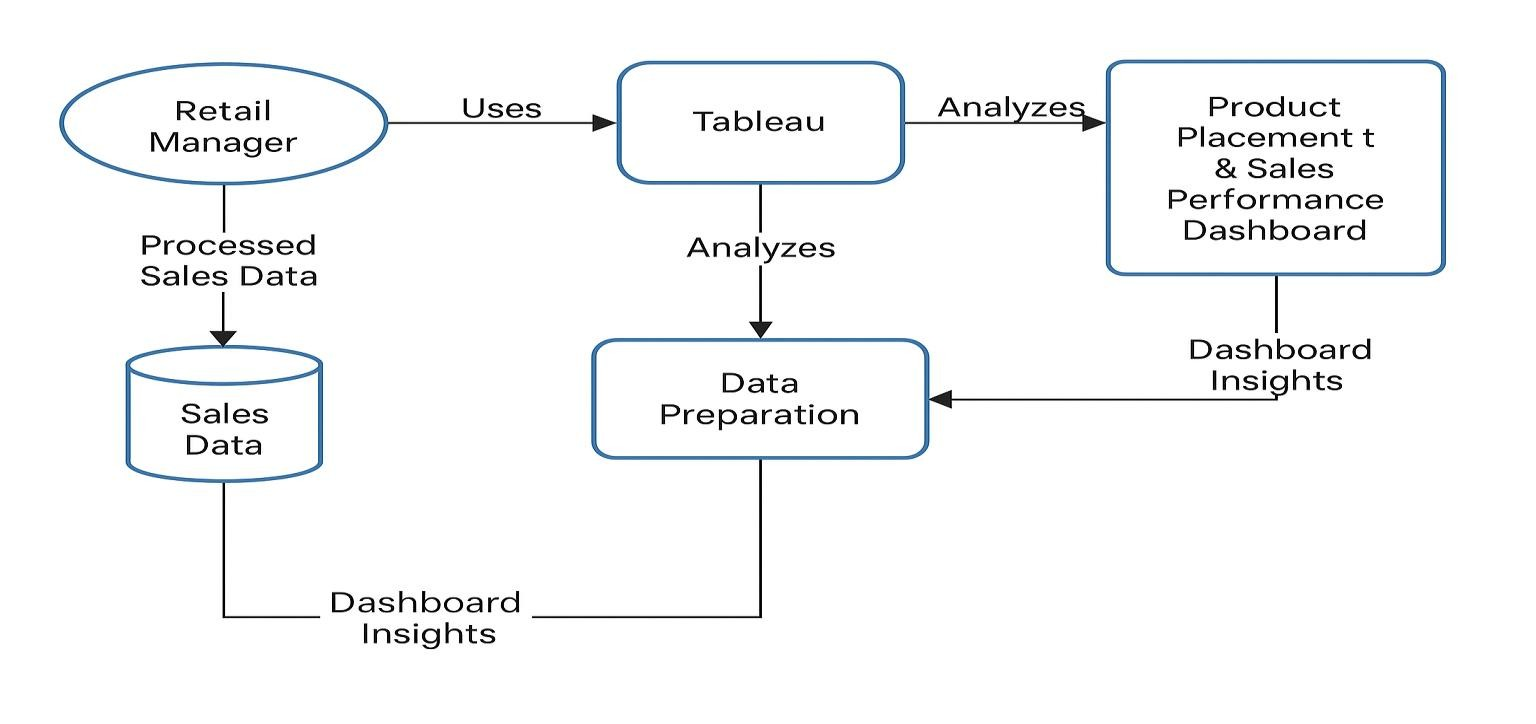 Retail
Manager
Uses
Tableau
Analyzes
Product
Placement t
& Sales
Performance
Dashboard
Processed
Sales Data
Analyzes
Dashboard
Insights
Sales
Data
Data
Preparation
Dashboard
Insights